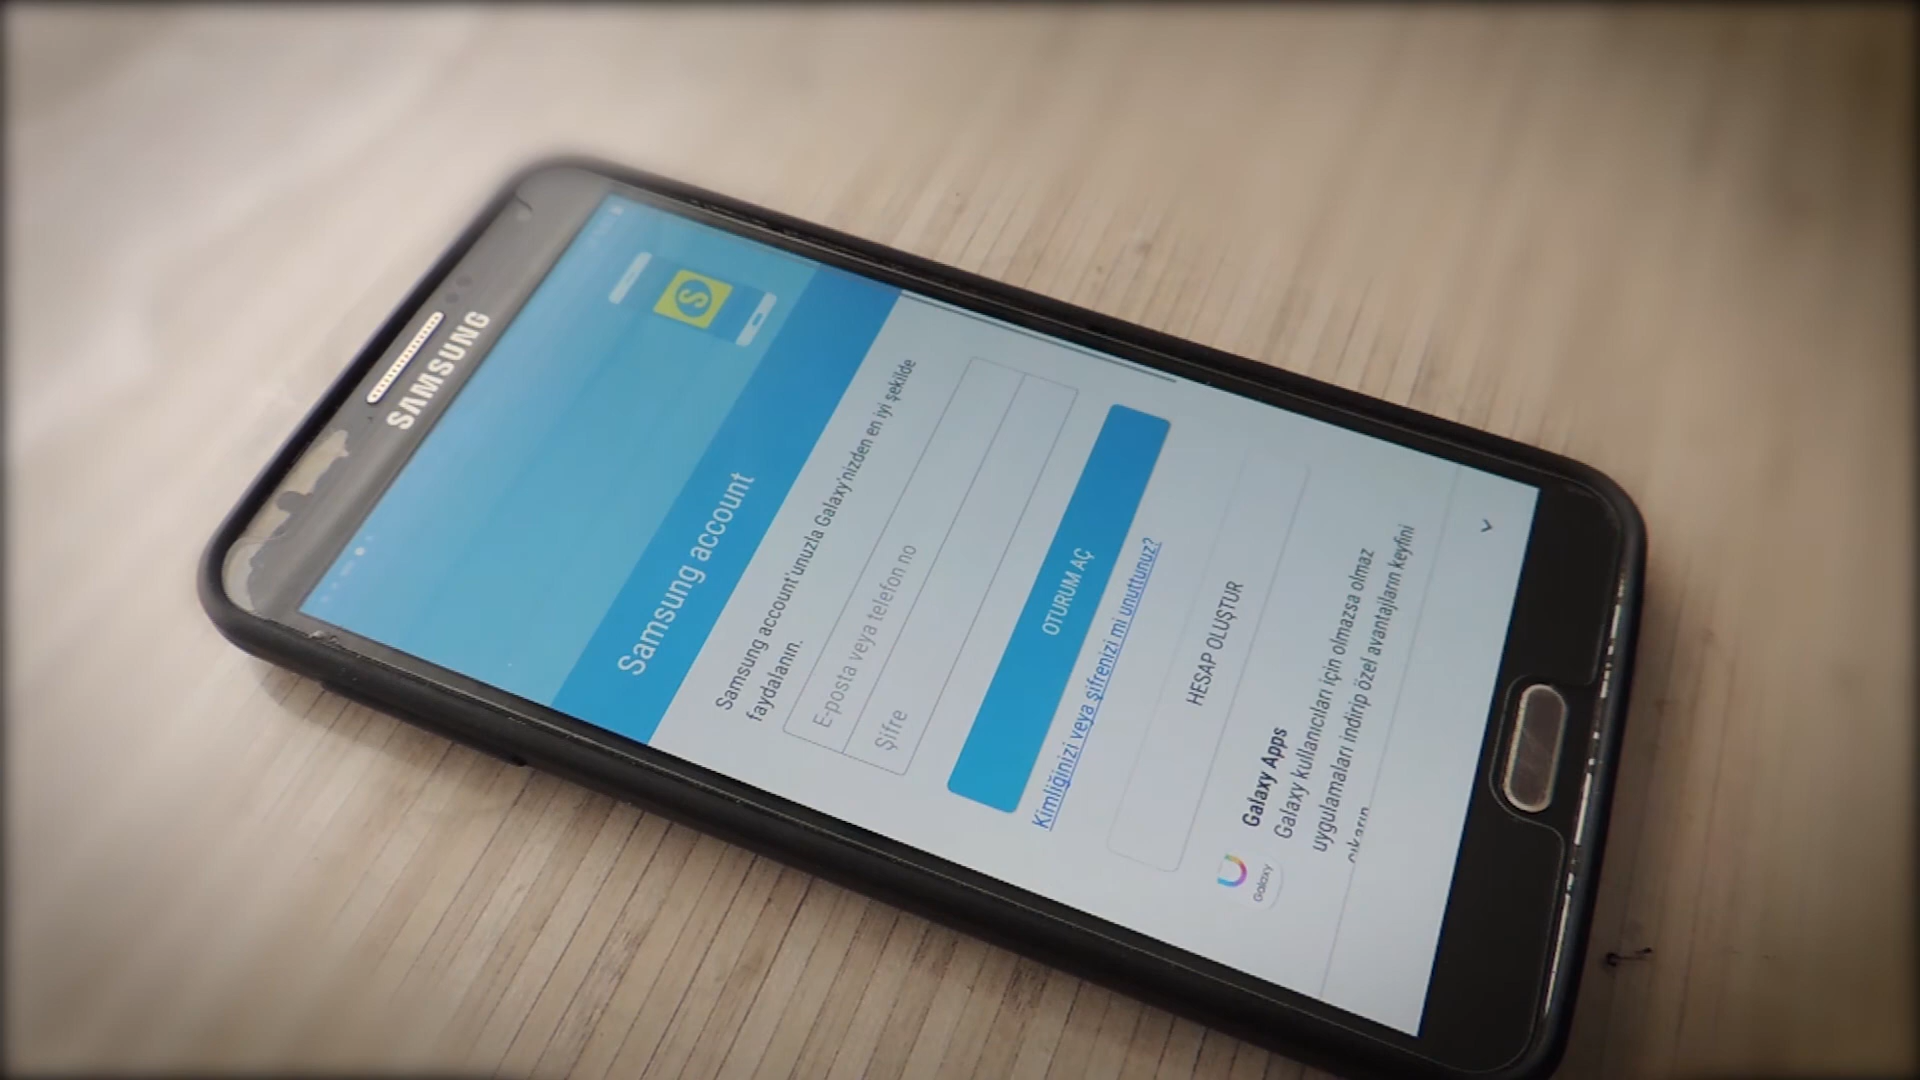 SAMSUNG
Samsung account
Samsung account'unuzla Galaxy'nizden en iyi şekilde
faydalanın.
E-posta veya telefon no
Şifre
OTURUM AÇ
Kimliğinizi veya şifrenizi mi unuttunuz?
HESAP OLUŞTUR
Galaxy Apps
Galaxy kullanıcıları için olmazsa olmaz
uygulamaları indirip özel avantajların keyfini
çıkarın
Galaxy